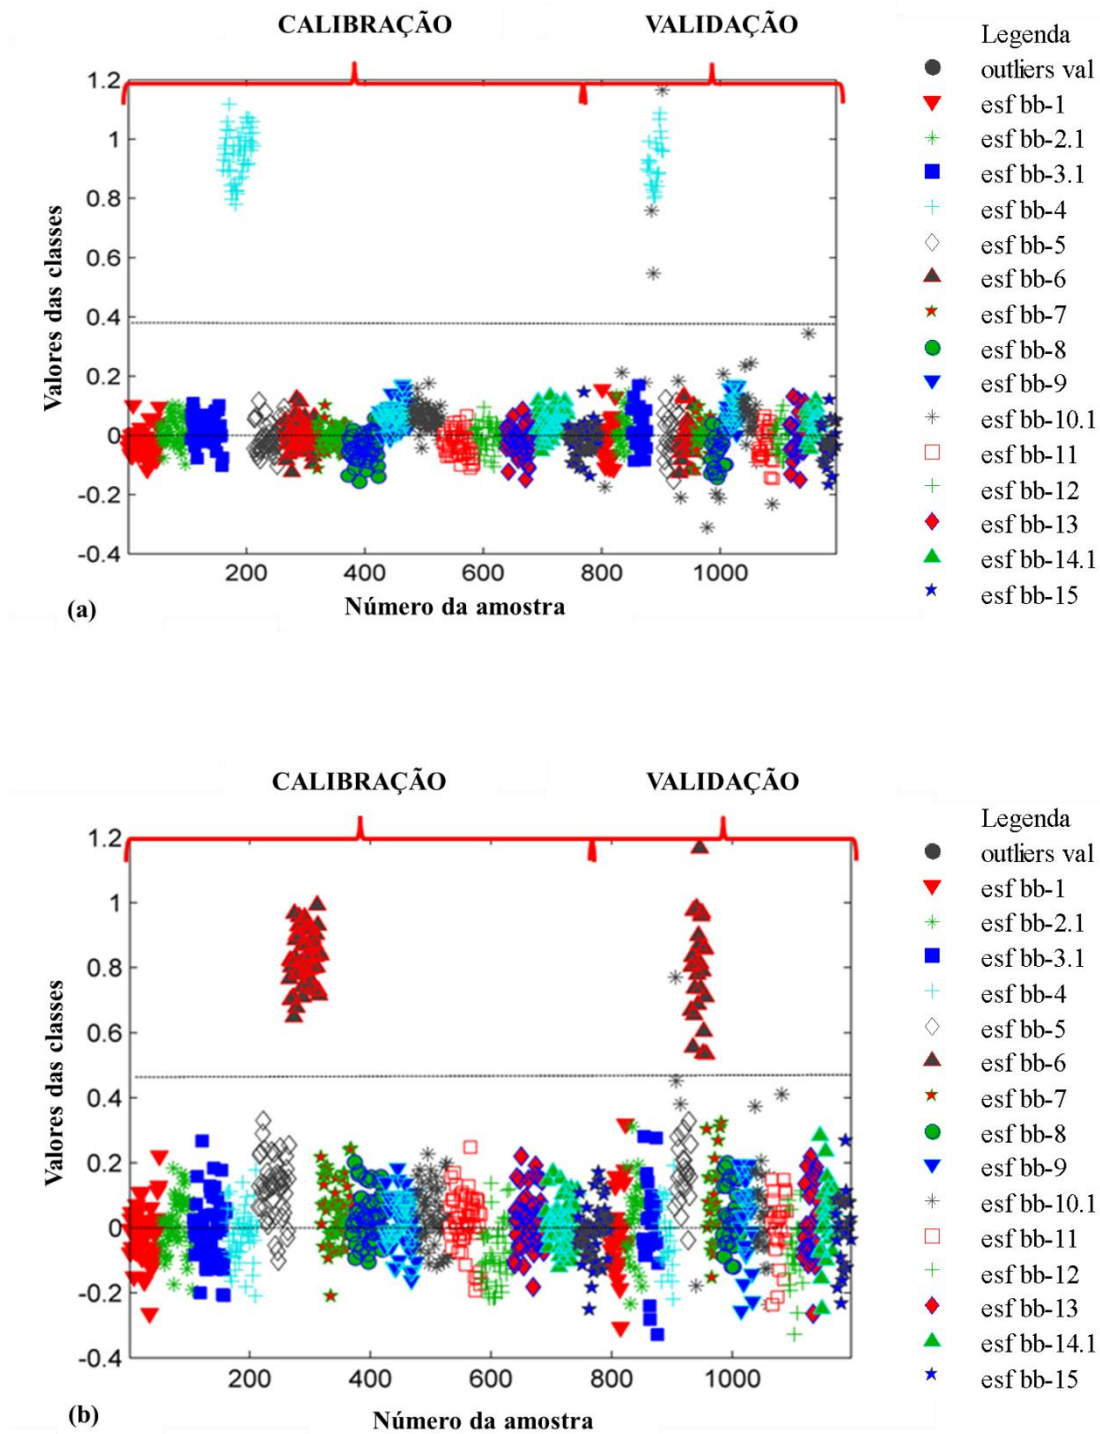 CALIBRAÇÃO VALIDAÇÃO
1.2
1
0.8
0.6
0.4
0.2
0
-0.2
-0.4
Valores das classes
200 400 600 800 1000
Número da amostra
(a)
Legenda
outliers val
esf bb-1
esf bb-2.1
esf bb-3.1
esf bb-4
esf bb-5
esf bb-6
esf bb-7
esf bb-8
esf bb-9
esf bb-10.1
esf bb-11
esf bb-12
esf bb-13
esf bb-14.1
esf bb-15
CALIBRAÇÃO VALIDAÇÃO
1.2
1
0.8
0.6
0.4
0.2
0
-0.2
-0.4
Valores das classes
200 400 600 800 1000
Número da amostra
(b)
Legenda
outliers val
esf bb-1
esf bb-2.1
esf bb-3.1
esf bb-4
esf bb-5
esf bb-6
esf bb-7
esf bb-8
esf bb-9
esf bb-10.1
esf bb-11
esf bb-12
esf bb-13
esf bb-14.1
esf bb-15